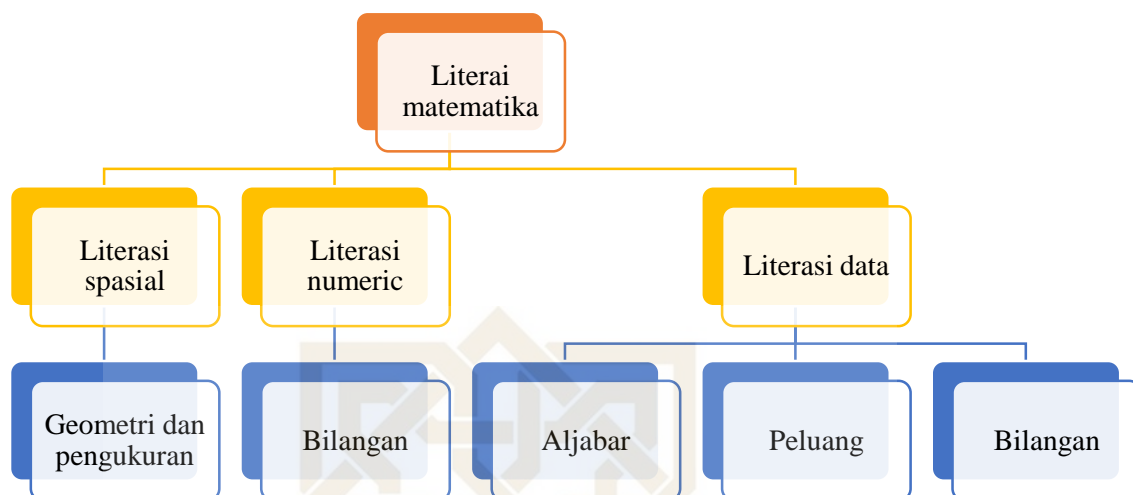 Literai
matematika
Literasi
spasial
Literasi
numeric
Literasi data
Geometri dan
pengukuran
Bilangan
Aljabar
Peluang
Bilangan